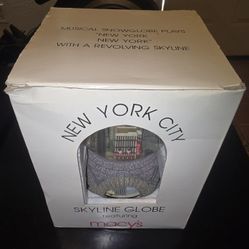 MUSICAL SNOWGLOBE PLAYS
"NEW YORK
NEW YORK"
WITH A REVOLVING SKYLINE
NEW YORK CITY
SKYLINE GLOBE
featuring
macy's